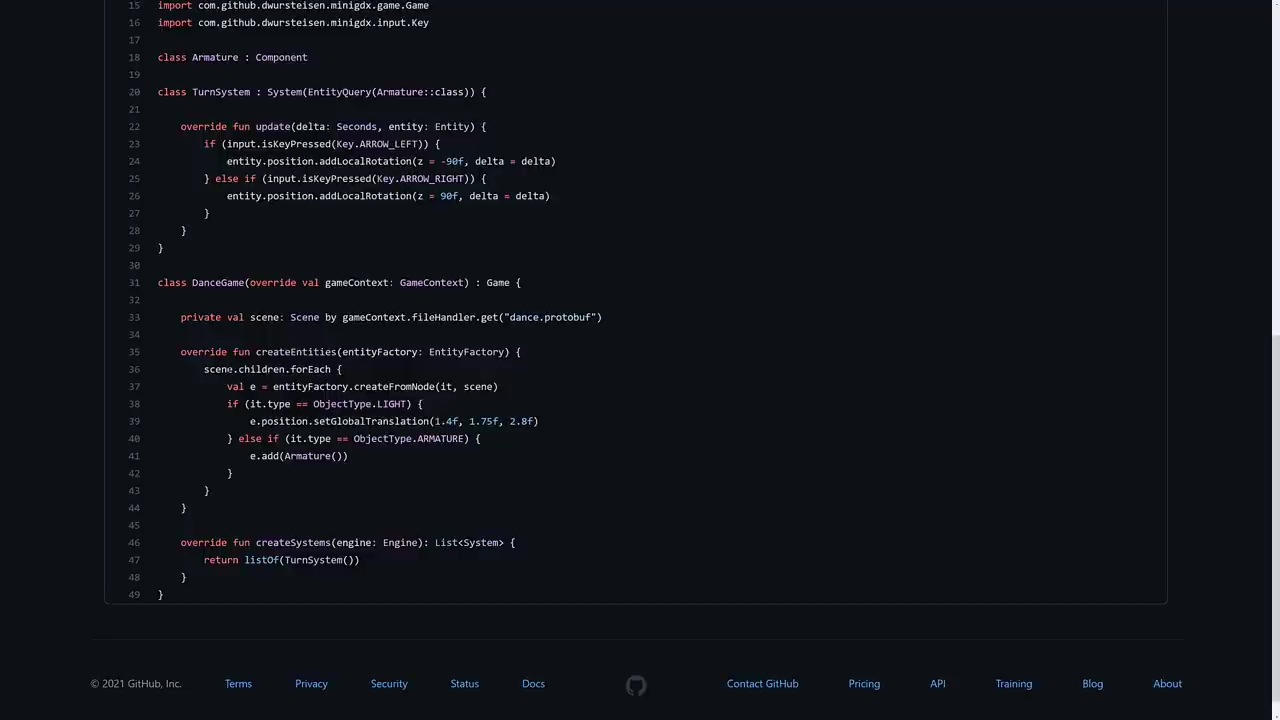 15 import com.github.dwursteisen.minigdx.game.Game
16 import com.github.dwursteisen.minigdx.input.Key
17
18 class Armature : Component
19
20 class TurnSystem : System(EntityQuery(Armature::class)) {
21
22     override fun update(delta: Seconds, entity: Entity) {
23         if (input.isKeyPressed(Key.ARROW_LEFT)) {
24             entity.position.addLocalRotation(z = -90f, delta = delta)
25         } else if (input.isKeyPressed(Key.ARROW_RIGHT)) {
26             entity.position.addLocalRotation(z = 90f, delta = delta)
27         }
28     }
29 }
30
31 class DanceGame(override val gameContext: GameContext) : Game {
32
33     private val scene: Scene by gameContext.fileHandler.get("dance.protobuf")
34
35     override fun createEntities(entityFactory: EntityFactory) {
36         scene.children.forEach {
37             val e = entityFactory.createFromNode(it, scene)
38             if (it.type == ObjectType.LIGHT) {
39                 e.position.setGlobalTranslation(1.4f, 1.75f, 2.8f)
40             } else if (it.type == ObjectType.ARMATURE) {
41                 e.add(Armature())
42             }
43         }
44     }
45
46     override fun createSystems(engine: Engine): List<System> {
47         return listOf(TurnSystem())
48     }
49 }
© 2021 GitHub, Inc. Terms Privacy Security Status Docs Contact GitHub Pricing API Training Blog About